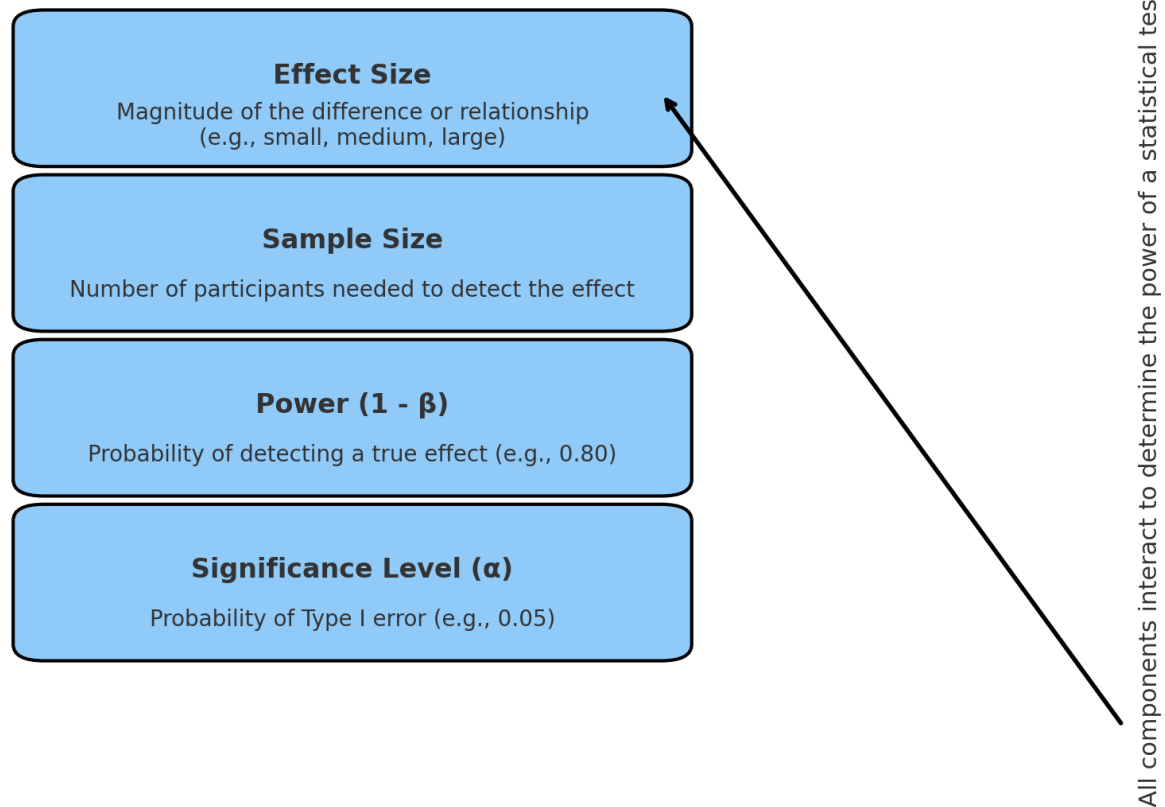 Effect Size
Magnitude of the difference or relationship
(e.g., small, medium, large)
Sample Size
Number of participants needed to detect the effect
Power (1 - β)
Probability of detecting a true effect (e.g., 0.80)
Significance Level (α)
Probability of Type I error (e.g., 0.05)
All components interact to determine the power of a statistical tes